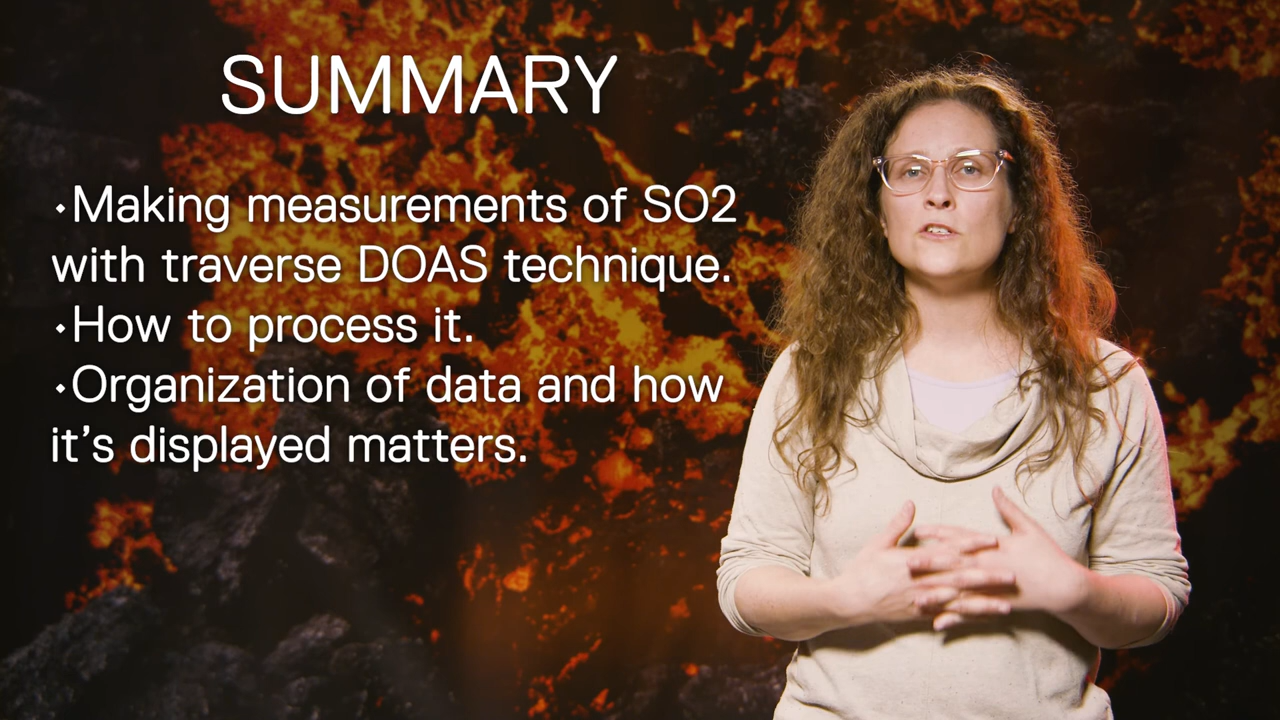 SUMMARY
·Making measurements of SO2
with traverse DOAS technique.
·How to process it.
·Organization of data and how
it’s displayed matters.